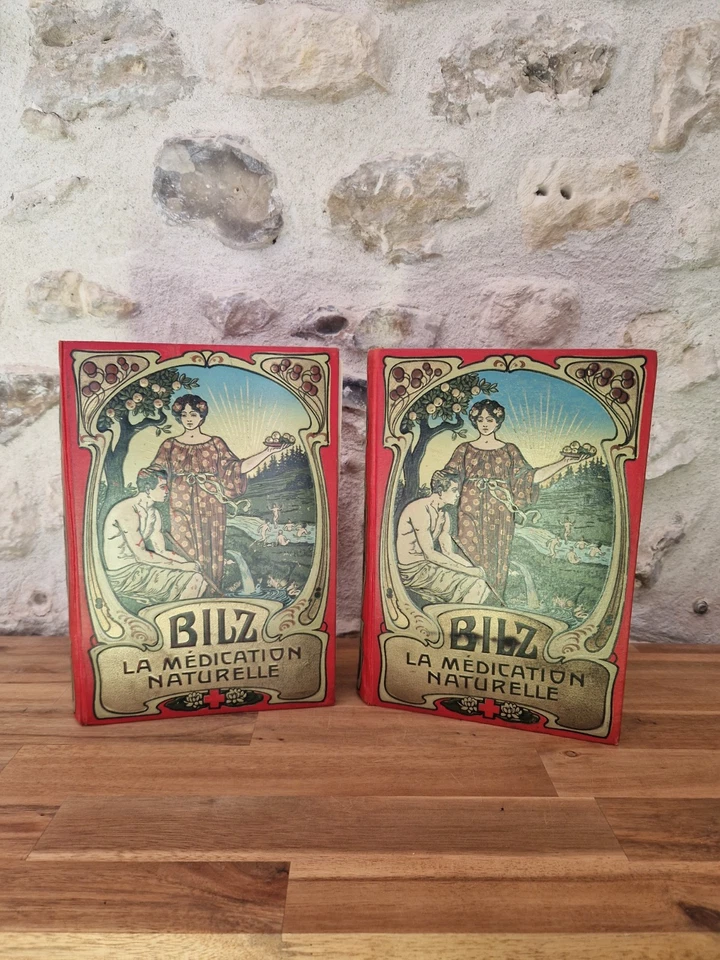 BILZ
LA MÉDICATION
NATURELLE
BILZ
LA MÉDICATION
NATURELLE